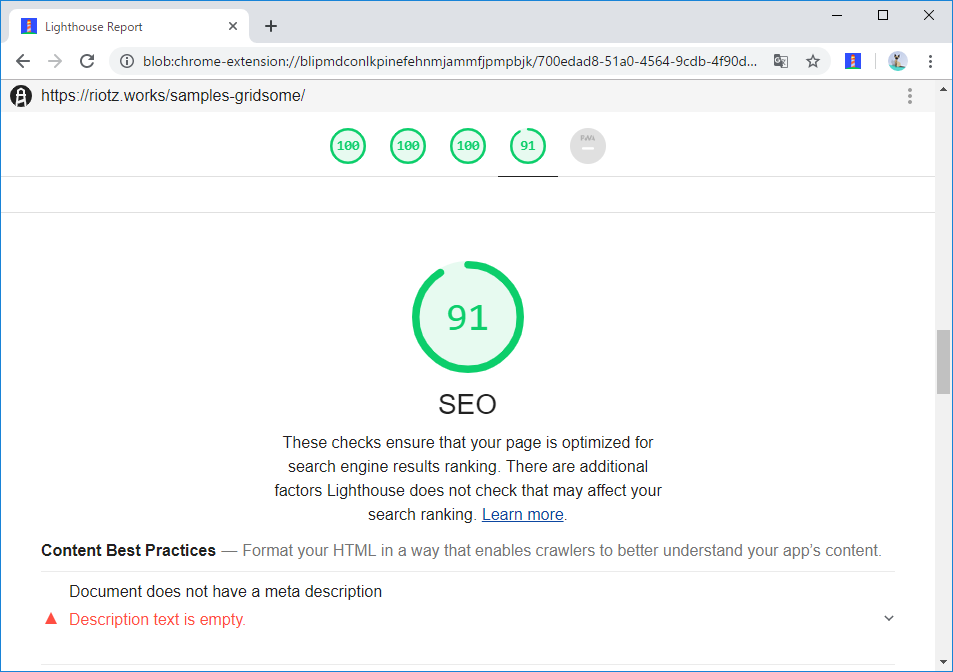 Lighthouse Report
blob:chrome-extension://blipmdconlkpinefehnmjammfjpmpbjk/700edad8-51a0-4564-9cdb-4f90d...
https://riotz.works/samples-gridsome/
100 100 100 91 PWA
91
SEO
These checks ensure that your page is optimized for
search engine results ranking. There are additional
factors Lighthouse does not check that may affect your
search ranking. Learn more.
Content Best Practices — Format your HTML in a way that enables crawlers to better understand your app's content.
Document does not have a meta description
Description text is empty.